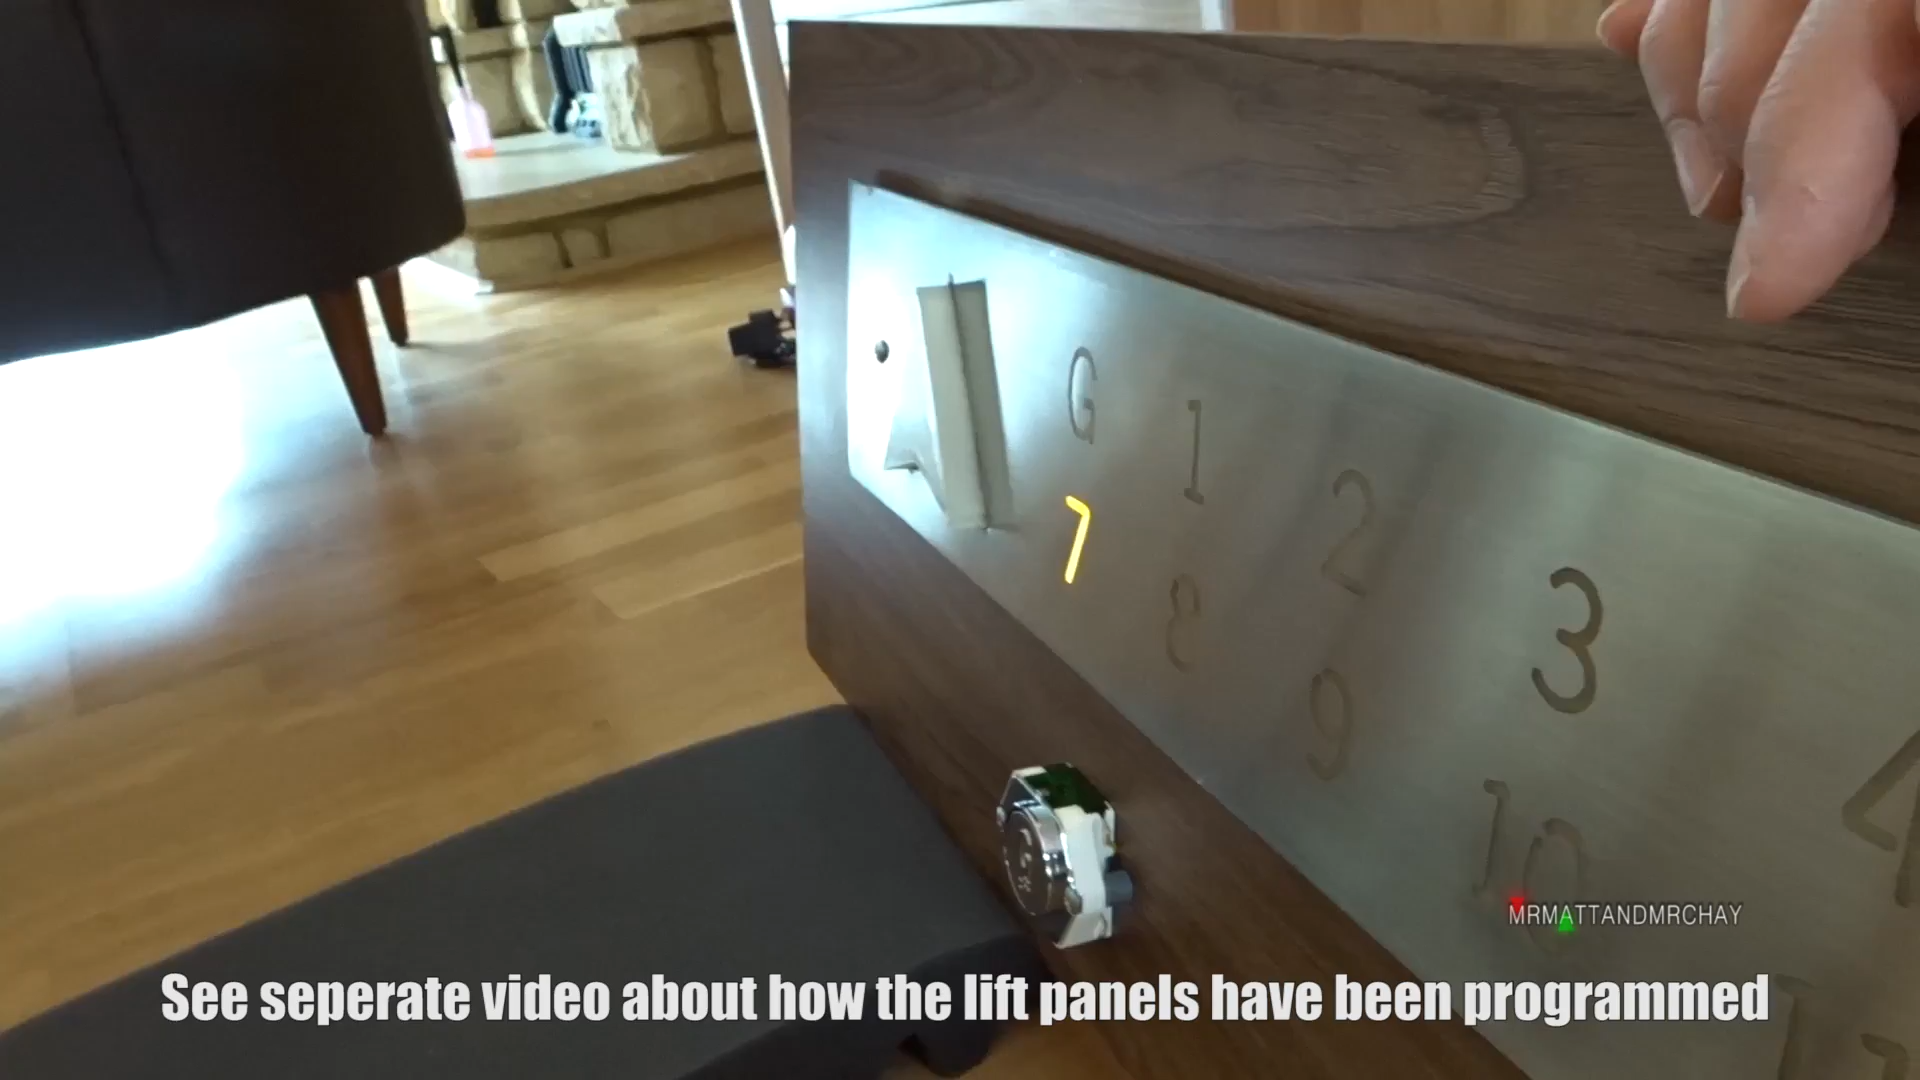 G 1 2 3 4
7 8 9 10
MRMATTANDMRCHAY
See seperate video about how the lift panels have been programmed